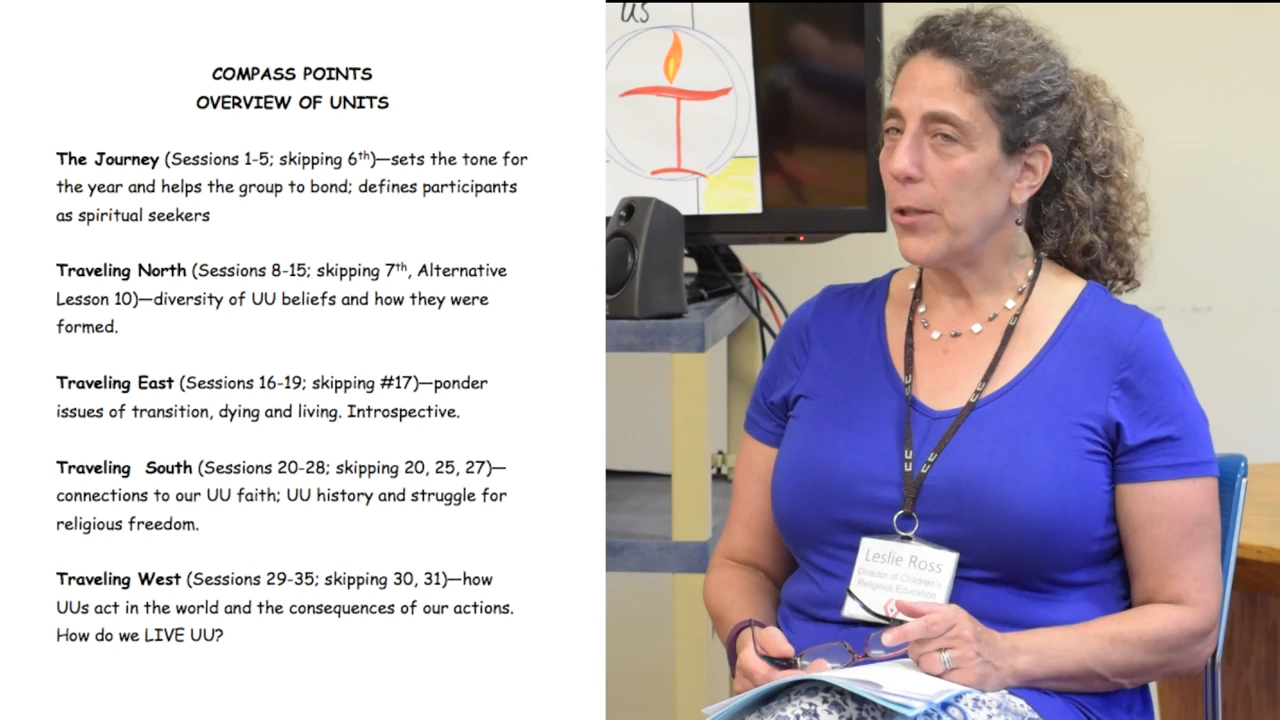 COMPASS POINTS
OVERVIEW OF UNITS
The Journey (Sessions 1-5; skipping 6th)—sets the tone for
the year and helps the group to bond; defines participants
as spiritual seekers
Traveling North (Sessions 8-15; skipping 7th, Alternative
Lesson 10)—diversity of UU beliefs and how they were
formed.
Traveling East (Sessions 16-19; skipping #17)—ponder
issues of transition, dying and living. Introspective.
Traveling South (Sessions 20-28; skipping 20, 25, 27)—
connections to our UU faith; UU history and struggle for
religious freedom.
Traveling West (Sessions 29-35; skipping 30, 31)—how
UUs act in the world and the consequences of our actions.
How do we LIVE UU?
us
Leslie Ross
Director of Children's
Religious Education